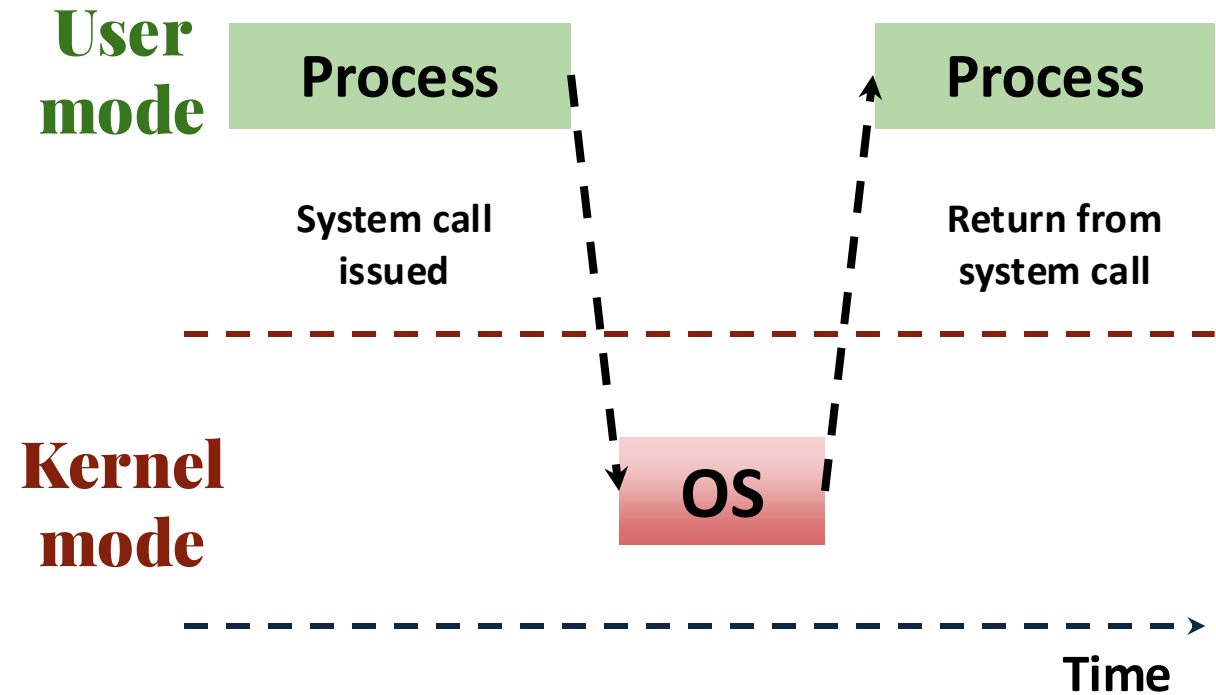 User
mode
Process
Process
System call
issued
Return from
system call
Kernel
mode
OS
Time